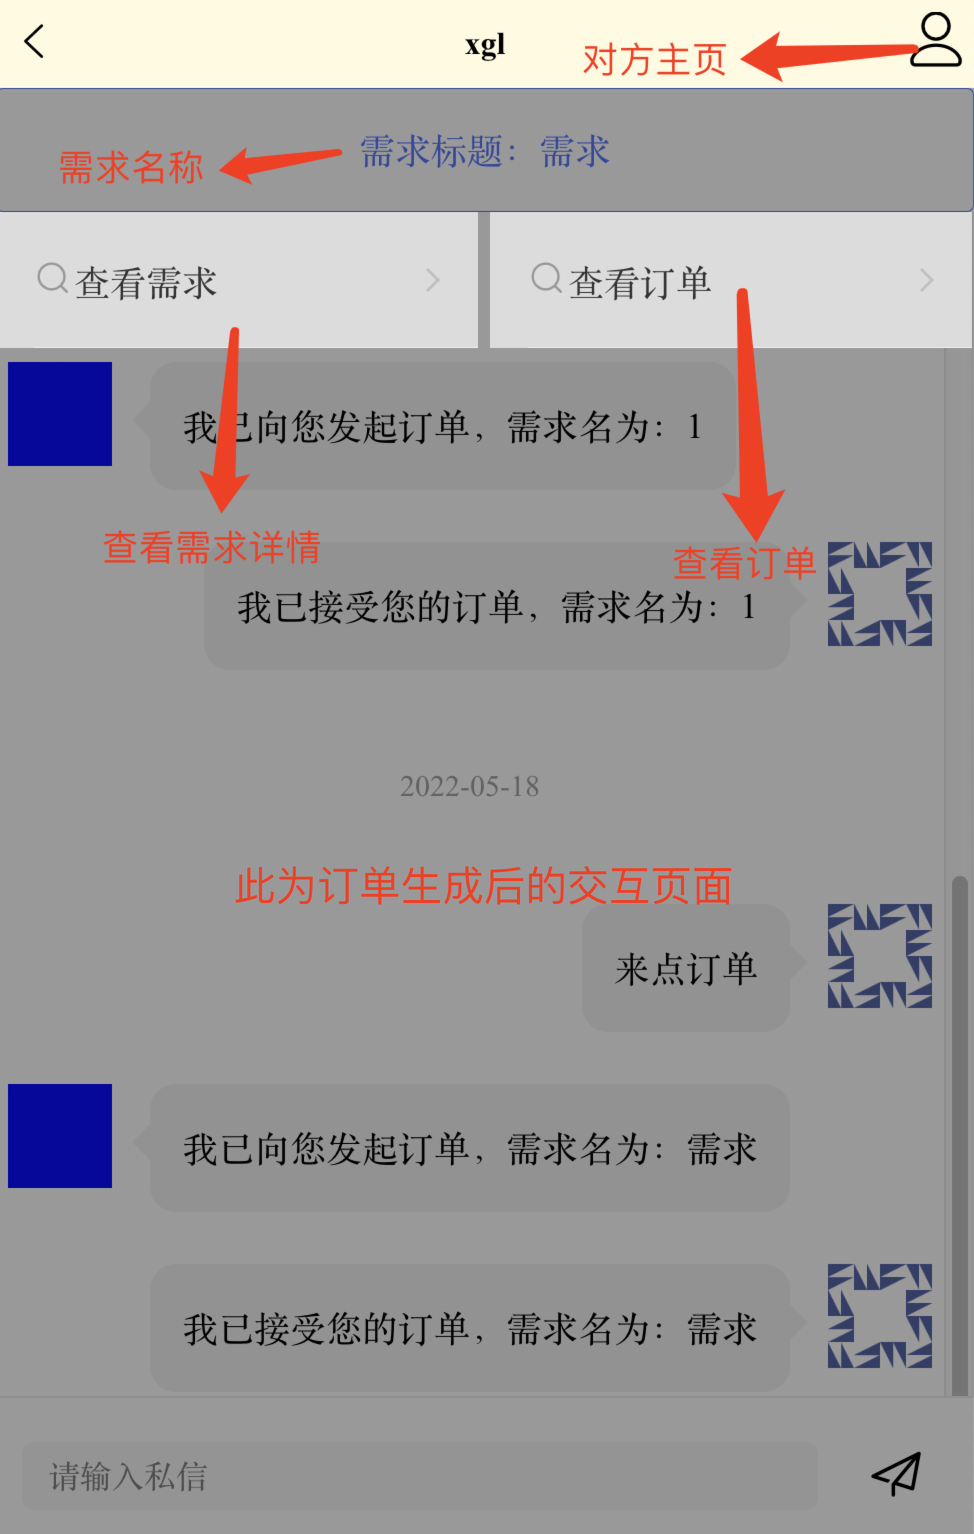 xgl
对方主页
需求标题：需求
需求名称
查看需求
查看订单
我已向您发起订单，需求名为：1
查看需求详情
查看订单
我已接受您的订单，需求名为：1
2022-05-18
此为订单生成后的交互页面
来点订单
我已向您发起订单，需求名为：需求
我已接受您的订单，需求名为：需求
请输入私信